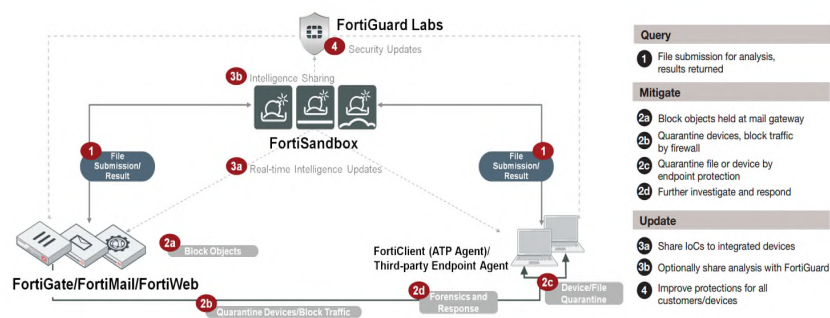 FortiGuard Labs
4 Security Updates
3b Intelligence Sharing
FortiSandbox
1
File
Submission/
Result
1
File
Submission/
Result
3a Real-time Intelligence Updates
2a
Block Objects
FortiGate/FortiMail/FortiWeb
FortiClient (ATP Agent)/
Third-party Endpoint Agent
2b
Quarantine Devices/Block Traffic
2d
Forensics and
Response
2c
Device/File
Quarantine
Query
1 File submission for analysis,
results returned
Mitigate
2a Block objects held at mail gateway
2b Quarantine devices, block traffic
by firewall
2c Quarantine file or device by
endpoint protection
2d Further investigate and respond
Update
3a Share IoCs to integrated devices
3b Optionally share analysis with FortiGuard
4 Improve protections for all
customers/devices